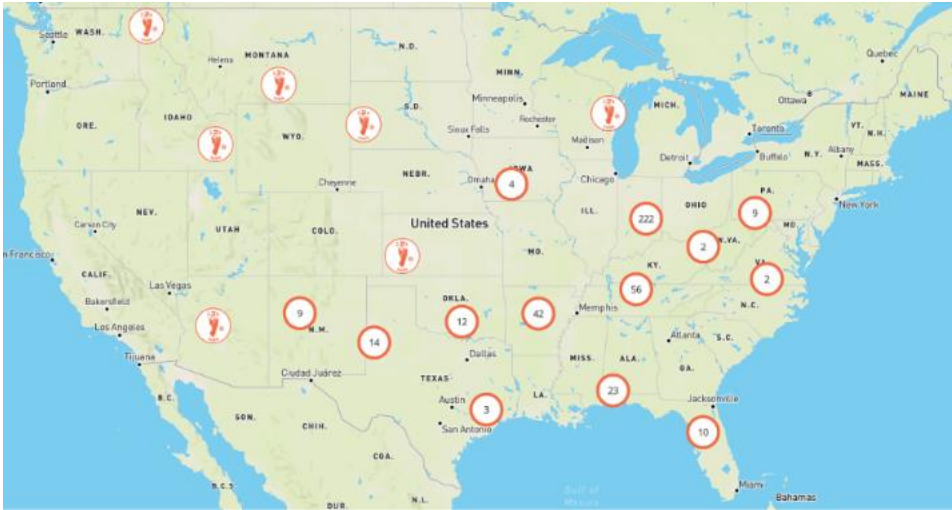 Seattle
WASH.
Quebec
N.D.
MONTANA
Helena
MINN.
Portland
MAINE
Ottawa
MICH.
Minneapolis
S.D.
ORE.
IDAHO
VT.
Rochester
Toronto
N.H.
WYO.
Sioux Falls
Madison
Albany
N.Y.
Detroit
Buffalo
MASS.
IOWA
NEBR.
Chicago
Omaha
4
PA.
Cheyenne
New York
ILL.
OHIO
NEV.
222
9
United States
MD.
Carson City
UTAH
COLO.
2
W.VA.
MO.
n Francisco
VA.
KY.
2
CALIF.
Las Vegas
56
OKLA.
Bakersfield
N.C.
9
42
Memphis
12
Los Angeles
N.M.
Atlanta
S.C.
14
Dallas
Tijuana
MISS.
ALA.
GA.
Ciudad Juárez
TEXAS
23
B.C.
LA.
Austin
3
Jacksonville
SON.
CHIH.
San Antonio
10
COA.
B.C.S
Miami
Gulf of
Mexico
DUR.
N.L.
Bahamas